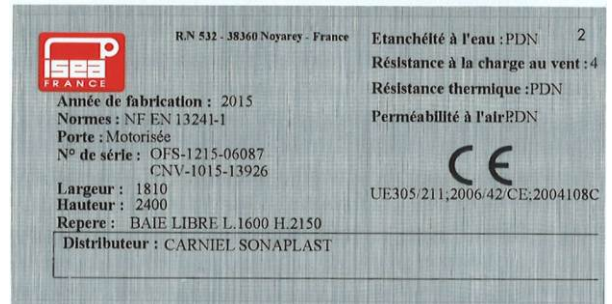 R.N 532 - 38360 Noyarey - France
isea
FRANCE
Année de fabrication : 2015
Normes : NF EN 13241-1
Porte : Motorisée
N° de série : OFS-1215-06087
CNV-1015-13926
Largeur : 1810
Hauteur : 2400
Repere : BAIE LIBRE L.1600 H.2150
Distributeur : CARNIEL SONAPLAST
Etanchéité à l'eau : PDN 2
Résistance à la charge au vent : 4
Résistance thermique : PDN
Perméabilité à l'air PDN
CE
UE305/211;2006/42/CE;2004108C